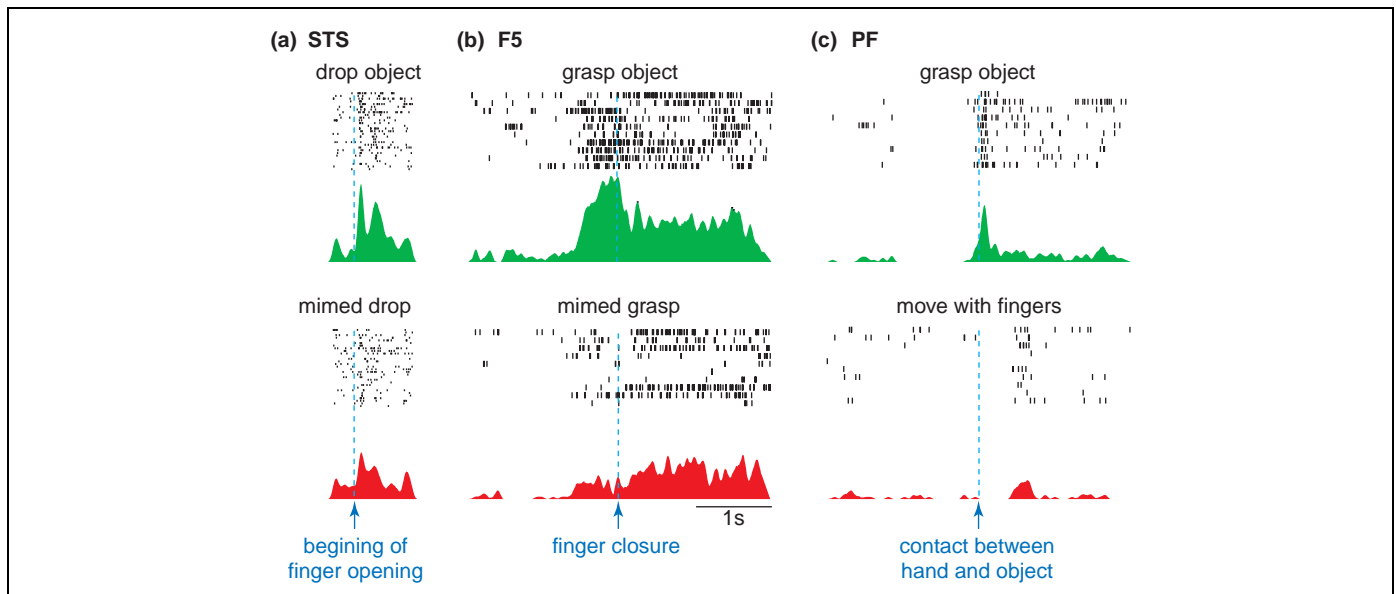 (a) STS
(b) F5
(c) PF
drop object
grasp object
grasp object
mimed drop
mimed grasp
move with fingers
1s
begining of
finger opening
finger closure
contact between
hand and object